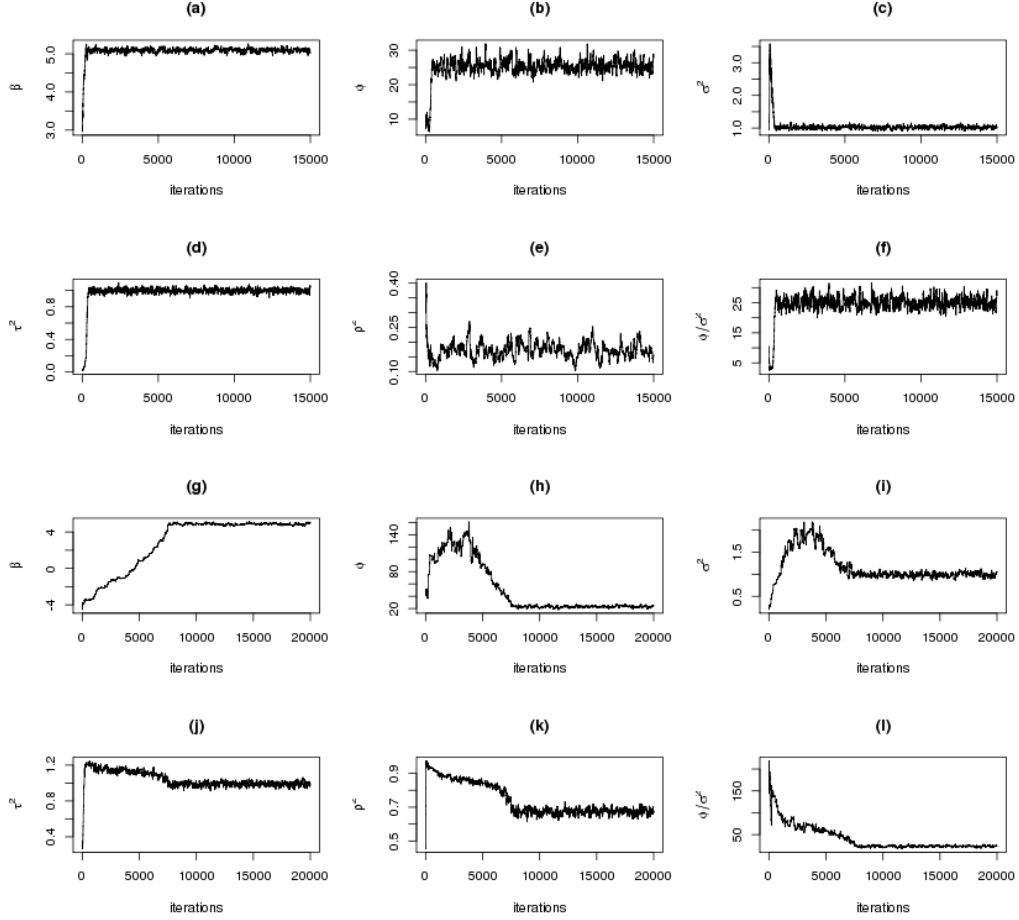 (a)
β
5.0
4.0
3.0
0 5000 10000 15000
iterations
(b)
ϕ
30
20
10
0 5000 10000 15000
iterations
(c)
σ²
3.0
2.0
1.0
0 5000 10000 15000
iterations
(d)
τ²
0.8
0.4
0.0
0 5000 10000 15000
iterations
(e)
0.40
0.25
0.10
0 5000 10000 15000
iterations
(f)
ϕ/σ²
25
15
5
0 5000 10000 15000
iterations
(g)
β
4
0
-4
0 5000 10000 15000 20000
iterations
(h)
ϕ
140
80
20
0 5000 10000 15000 20000
iterations
(i)
σ²
1.5
0.5
0 5000 10000 15000 20000
iterations
(j)
τ²
1.2
0.8
0.4
0 5000 10000 15000 20000
iterations
(k)
0.9
0.7
0.5
0 5000 10000 15000 20000
iterations
(l)
ϕ/σ²
150
50
0 5000 10000 15000 20000
iterations